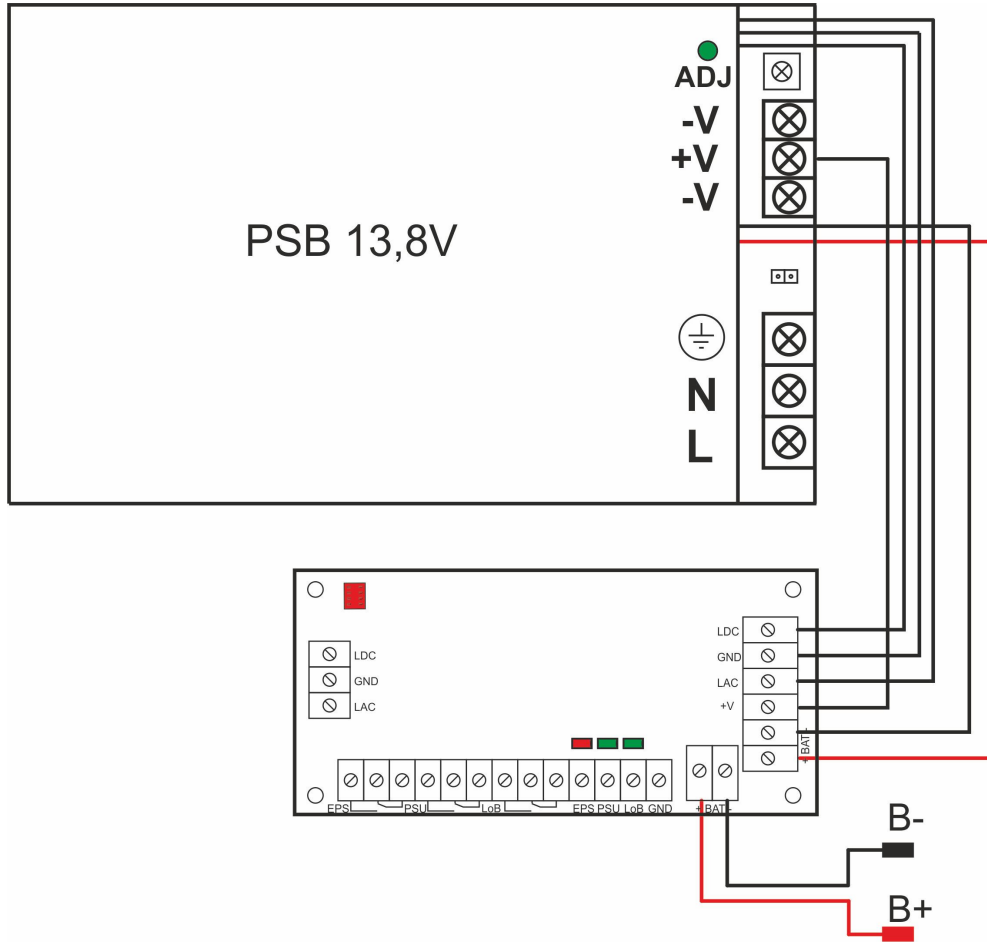 ADJ
-V
+V
-V
PSB 13,8V
N
L
LDC
GND
LAC
+V
+ BAT -
LDC
GND
LAC
EPS PSU LoB EPS PSU LoB GND + BAT -
B-
B+